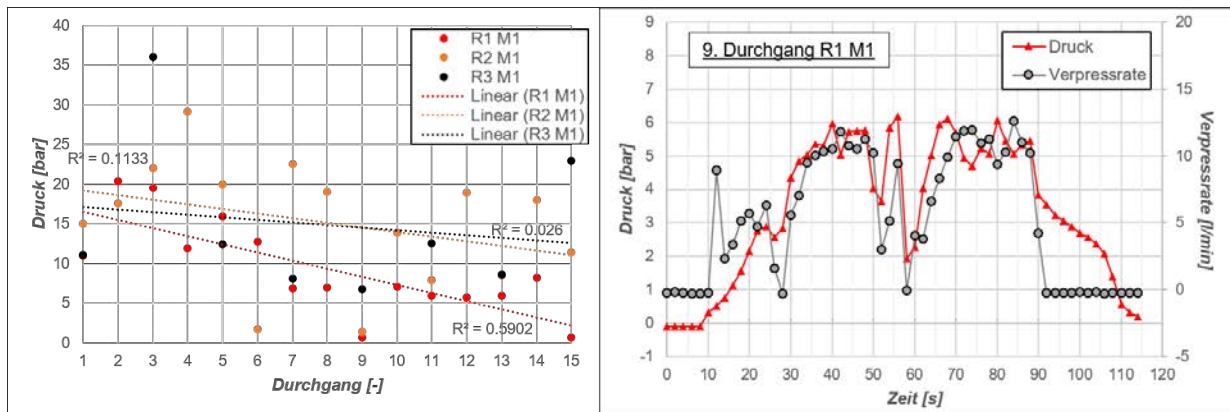 40
35
30
25
20
15
10
5
0
Druck [bar]
R1 M1
R2 M1
R3 M1
Linear (R1 M1)
Linear (R2 M1)
Linear (R3 M1)
R² = 0.1133
R² = 0.026
R² = 0.5902
1 2 3 4 5 6 7 8 9 10 11 12 13 14 15
Durchgang [-]
9. Durchgang R1 M1
Druck
Verpressrate
9
8
7
6
5
4
3
2
1
0
-1
Druck [bar]
20
15
10
5
0
-5
Verpressrate [l/min]
0 10 20 30 40 50 60 70 80 90 100 110 120
Zeit [s]